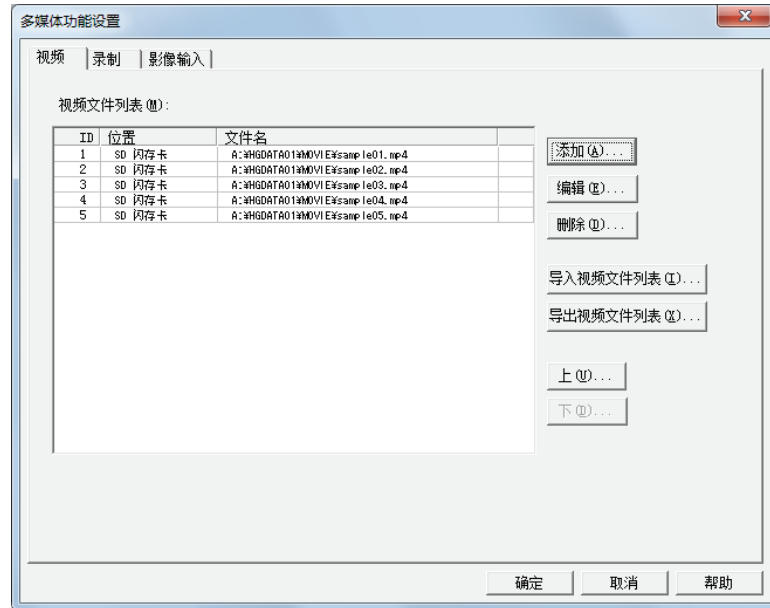 多媒体功能设置
视频 录制 影像输入
视频文件列表(M):
ID 位置 文件名
1 SD 闪存卡 A:¥HGDATA01¥MOVIE¥sample01.mp4
2 SD 闪存卡 A:¥HGDATA01¥MOVIE¥sample02.mp4
3 SD 闪存卡 A:¥HGDATA01¥MOVIE¥sample03.mp4
4 SD 闪存卡 A:¥HGDATA01¥MOVIE¥sample04.mp4
5 SD 闪存卡 A:¥HGDATA01¥MOVIE¥sample05.mp4
添加(A)...
编辑(E)...
删除(D)...
导入视频文件列表(I)...
导出视频文件列表(X)...
上(U)...
下(D)...
确定 取消 帮助